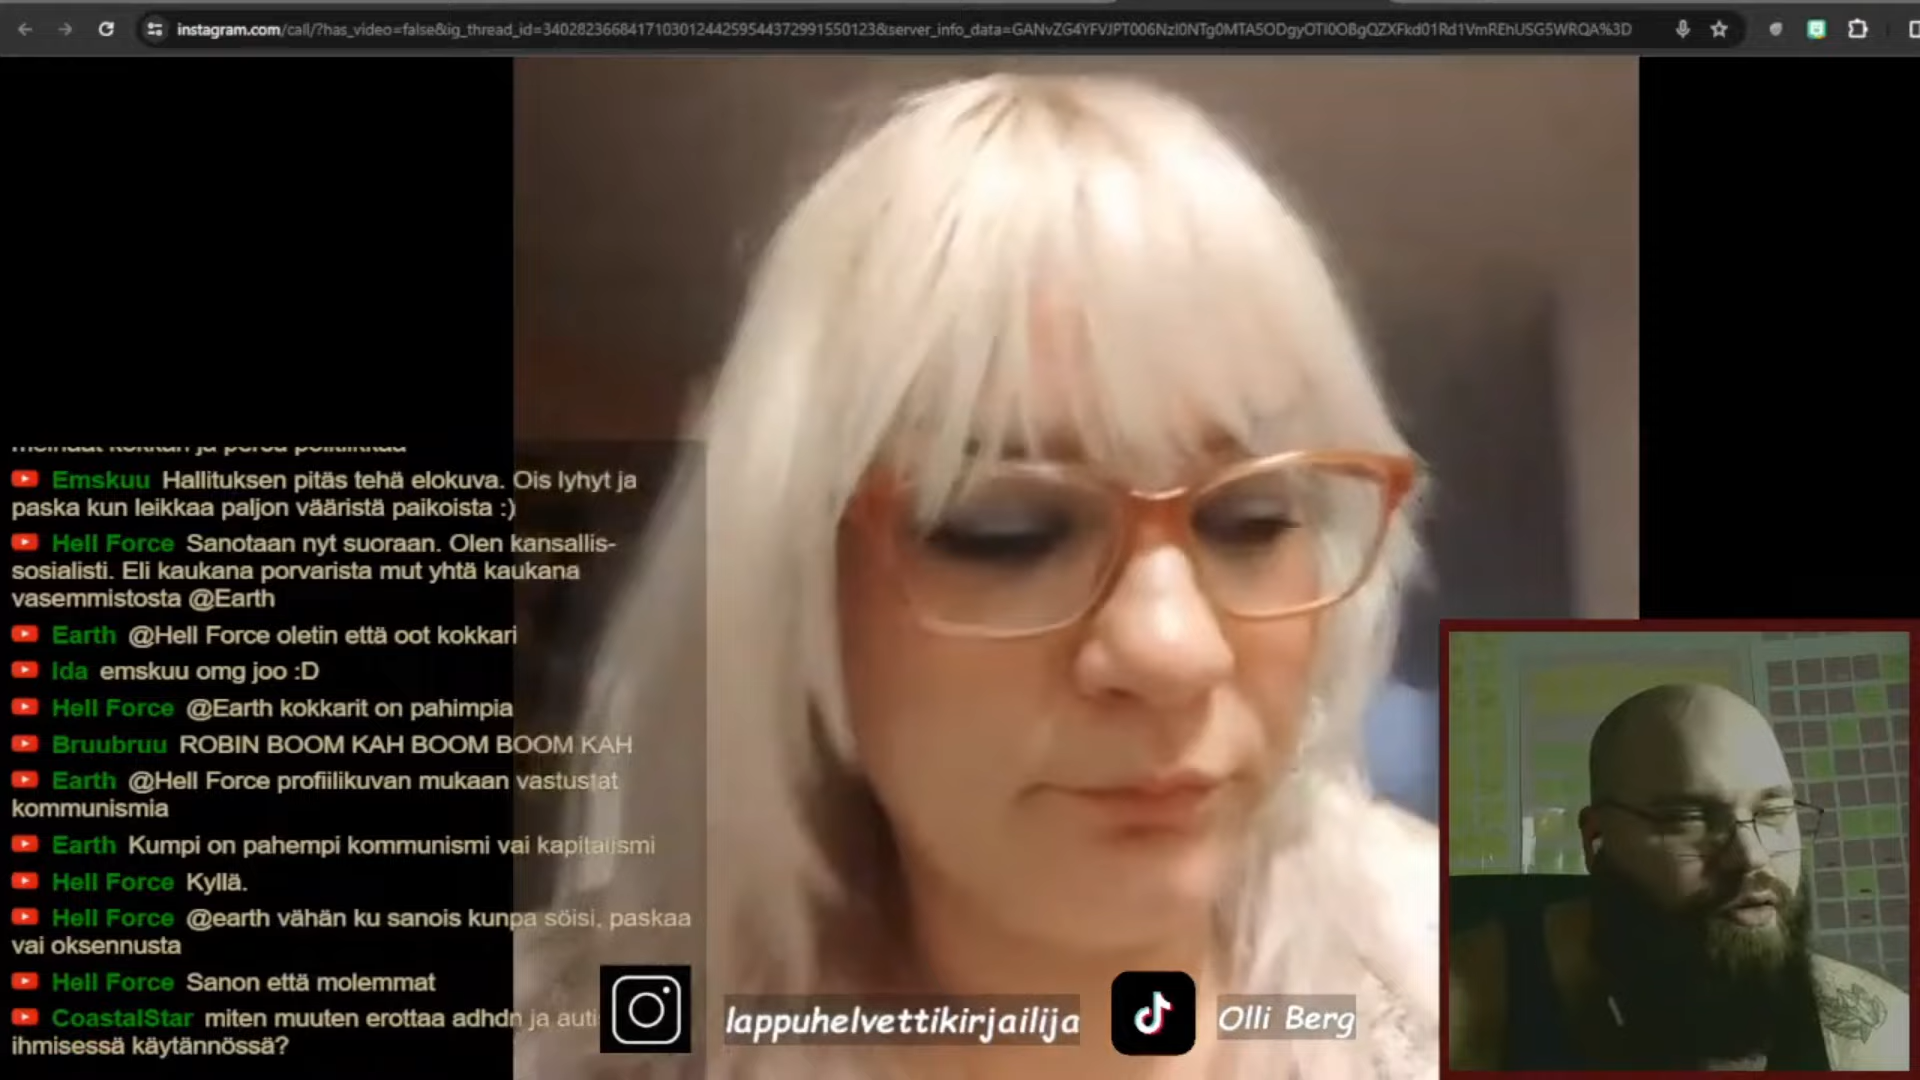 instagram.com/call/?has_video=false&ig_thread_id=340282366841710301244259544372991550123&server_info_data=GANvZG4YFVJPT006NzI0NTg0MTA5ODgyOTI0OBgQZXFkd01Rd1VmREhUSG5WRQA%3D
Emskuu Hallituksen pitäs tehä elokuva. Ois lyhyt ja
paska kun leikkaa paljon vääristä paikoista :)
Hell Force Sanotaan nyt suoraan. Olen kansallis-
sosialisti. Eli kaukana porvarista mut yhtä kaukana
vasemmistosta @Earth
Earth @Hell Force oletin että oot kokkari
Ida emskuu omg joo :D
Hell Force @Earth kokkarit on pahimpia
Bruubruu ROBIN BOOM KAH BOOM BOOM KAH
Earth @Hell Force profiilikuvan mukaan vastustat
kommunismia
Earth Kumpi on pahempi kommunismi vai kapitalismi
Hell Force Kyllä.
Hell Force @earth vähän ku sanois kunpa söisi, paskaa
vai oksennusta
Hell Force Sanon että molemmat
CoastalStar miten muuten erottaa adhdn ja auti
ihmisessä käytännössä?
lappuhelvettikirjailija
Olli Berg